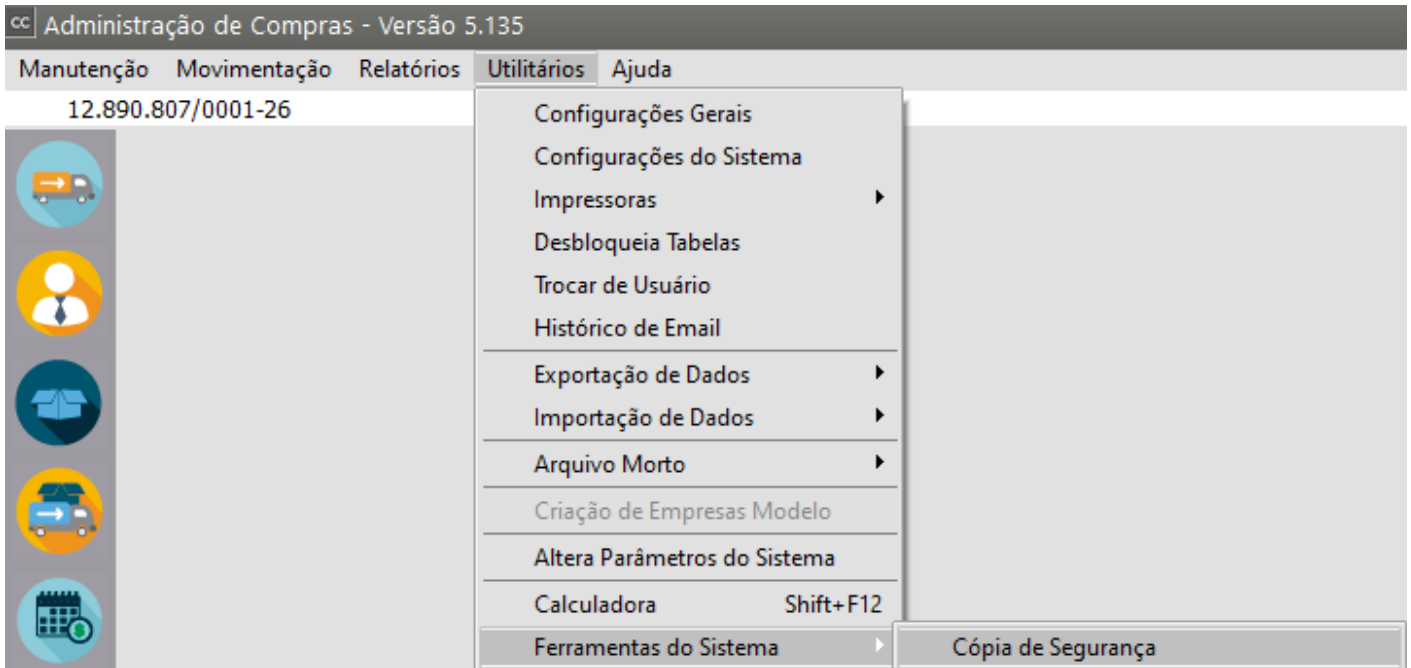 cc Administração de Compras - Versão 5.135
Manutenção Movimentação Relatórios Utilitários Ajuda
12.890.807/0001-26
Configurações Gerais
Configurações do Sistema
Impressoras
Desbloqueia Tabelas
Trocar de Usuário
Histórico de Email
Exportação de Dados
Importação de Dados
Arquivo Morto
Criação de Empresas Modelo
Altera Parâmetros do Sistema
Calculadora Shift+F12
Ferramentas do Sistema Cópia de Segurança